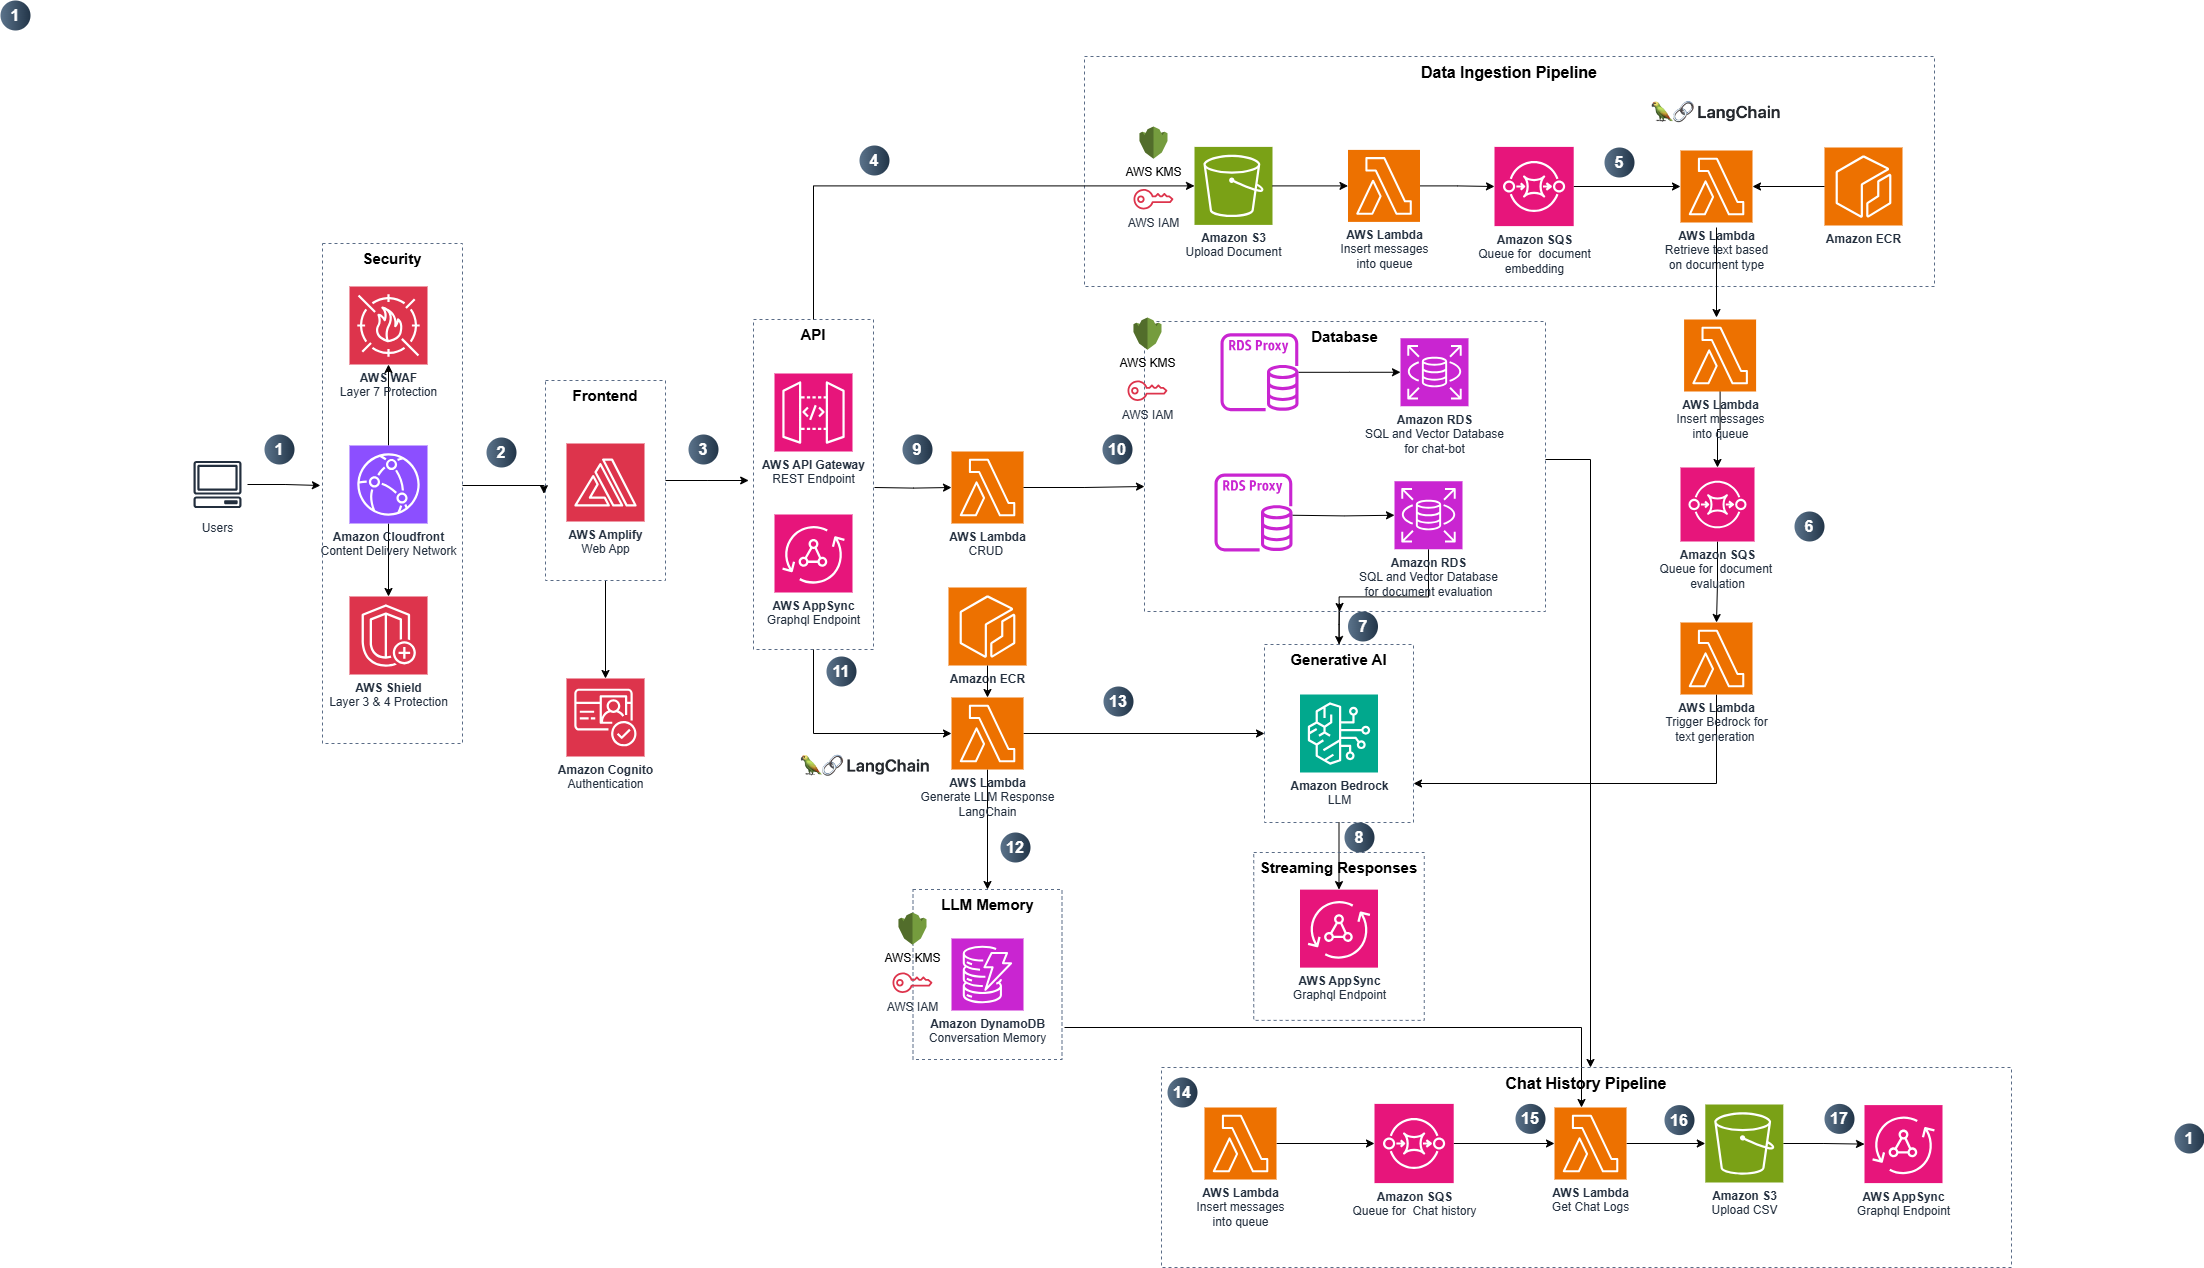 1
Data Ingestion Pipeline
LangChain
4
5
AWS KMS
AWS IAM
Amazon S3
Upload Document
AWS Lambda
Insert messages
into queue
Amazon SQS
Queue for document
embedding
AWS Lambda
Retrieve text based
on document type
Amazon ECR
Security
AWS WAF
Layer 7 Protection
Amazon Cloudfront
Content Delivery Network
AWS Shield
Layer 3 & 4 Protection
1
Users
2
Frontend
AWS Amplify
Web App
Amazon Cognito
Authentication
3
API
AWS API Gateway
REST Endpoint
AWS AppSync
Graphql Endpoint
9
AWS Lambda
CRUD
10
AWS KMS
AWS IAM
Database
RDS Proxy
Amazon RDS
SQL and Vector Database
for chat-bot
RDS Proxy
Amazon RDS
SQL and Vector Database
for document evaluation
AWS Lambda
Insert messages
into queue
Amazon SQS
Queue for document
evaluation
6
AWS Lambda
Trigger Bedrock for
text generation
7
Generative AI
Amazon Bedrock
LLM
11
Amazon ECR
LangChain
AWS Lambda
Generate LLM Response
LangChain
13
12
8
Streaming Responses
AWS AppSync
Graphql Endpoint
LLM Memory
AWS KMS
AWS IAM
Amazon DynamoDB
Conversation Memory
Chat History Pipeline
14
AWS Lambda
Insert messages
into queue
Amazon SQS
Queue for Chat history
15
AWS Lambda
Get Chat Logs
16
Amazon S3
Upload CSV
17
AWS AppSync
Graphql Endpoint
1